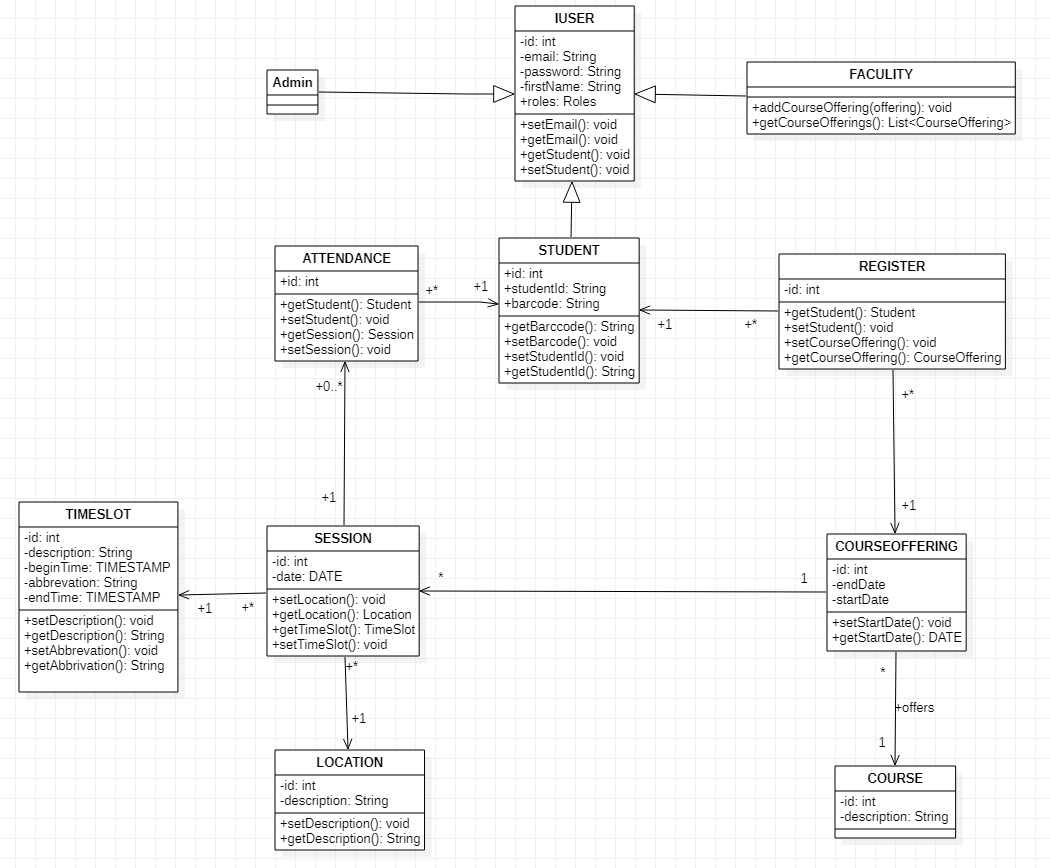 IUSER
-id: int
-email: String
-password: String
-firstName: String
+roles: Roles
+setEmail(): void
+getEmail(): void
+getStudent(): void
+setStudent(): void
Admin
FACULITY
+addCourseOffering(offering): void
+getCourseOfferings(): List<CourseOffering>
ATTENDANCE
+id: int
+getStudent(): Student
+setStudent(): void
+getSession(): Session
+setSession(): void
+*
+1
STUDENT
+id: int
+studentId: String
+barcode: String
+getBarccode(): String
+setBarcode(): void
+setStudentId(): void
+getStudentId(): String
+1
+*
REGISTER
-id: int
+getStudent(): Student
+setStudent(): void
+setCourseOffering(): void
+getCourseOffering(): CourseOffering
+0..*
+1
+*
+1
TIMESLOT
-id: int
-description: String
-beginTime: TIMESTAMP
-abbrevation: String
-endTime: TIMESTAMP
+setDescription(): void
+getDescription(): String
+setAbbrevation(): void
+getAbbrivation(): String
+1
+*
SESSION
-id: int
-date: DATE
+setLocation(): void
+getLocation(): Location
+getTimeSlot(): TimeSlot
+setTimeSlot(): void
*
1
COURSEOFFERING
-id: int
-endDate
-startDate
+setStartDate(): void
+getStartDate(): DATE
+*
+1
*
+offers
1
LOCATION
-id: int
-description: String
+setDescription(): void
+getDescription(): String
COURSE
-id: int
-description: String